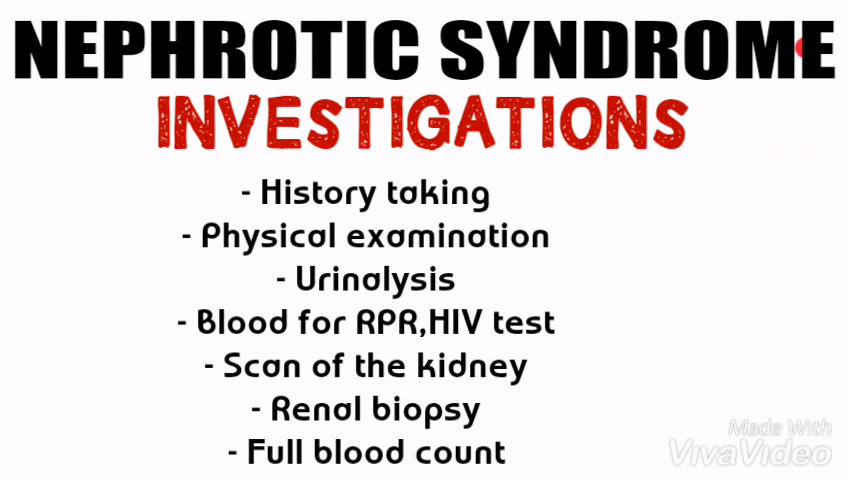 NEPHROTIC SYNDROME
INVESTIGATIONS
- History taking
- Physical examination
- Urinalysis
- Blood for RPR,HIV test
- Scan of the kidney
- Renal biopsy
- Full blood count
Made With
VivaVideo